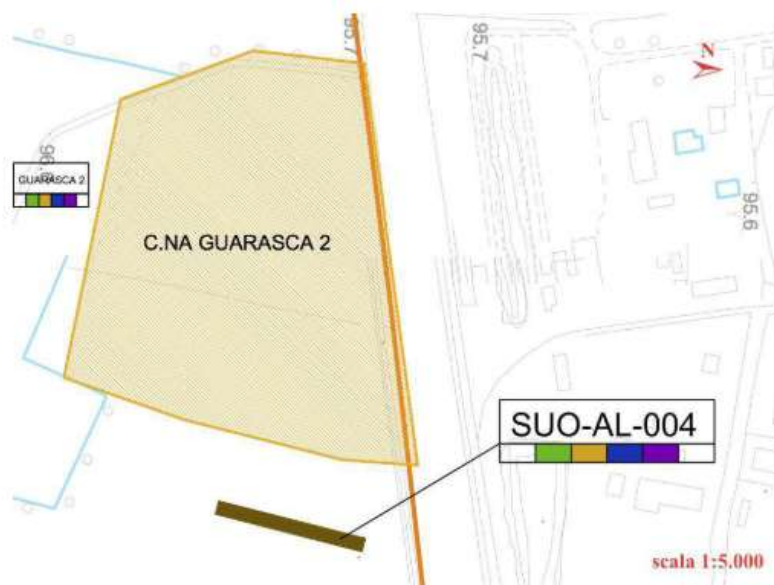 95.7
95.7
N
GUARASCA 2
C.NA GUARASCA 2
95.6
SUO-AL-004
scala 1:5.000